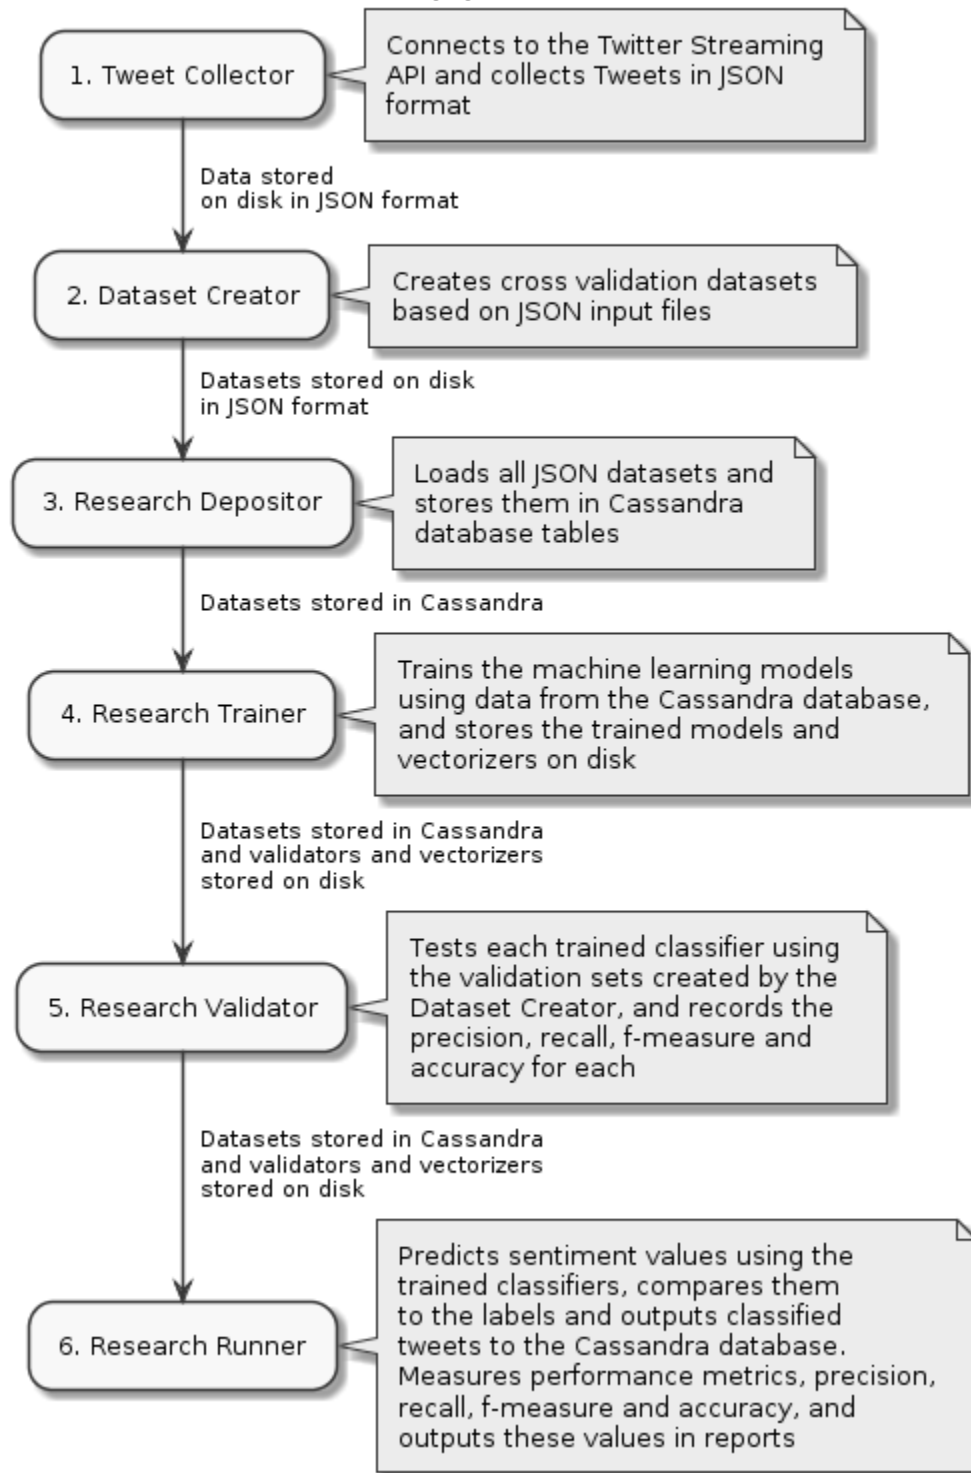 1. Tweet Collector
Connects to the Twitter Streaming
API and collects Tweets in JSON
format
Data stored
on disk in JSON format
2. Dataset Creator
Creates cross validation datasets
based on JSON input files
Datasets stored on disk
in JSON format
3. Research Depositor
Loads all JSON datasets and
stores them in Cassandra
database tables
Datasets stored in Cassandra
4. Research Trainer
Trains the machine learning models
using data from the Cassandra database,
and stores the trained models and
vectorizers on disk
Datasets stored in Cassandra
and validators and vectorizers
stored on disk
5. Research Validator
Tests each trained classifier using
the validation sets created by the
Dataset Creator, and records the
precision, recall, f-measure and
accuracy for each
Datasets stored in Cassandra
and validators and vectorizers
stored on disk
6. Research Runner
Predicts sentiment values using the
trained classifiers, compares them
to the labels and outputs classified
tweets to the Cassandra database.
Measures performance metrics, precision,
recall, f-measure and accuracy, and
outputs these values in reports